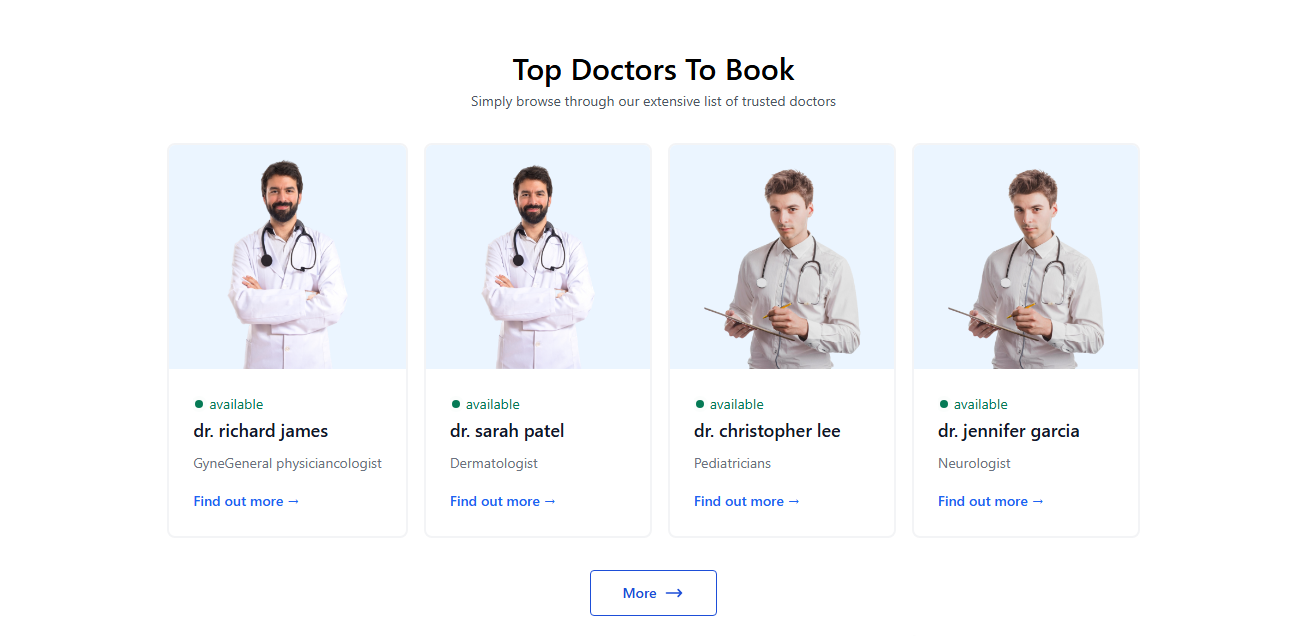 Top Doctors To Book
Simply browse through our extensive list of trusted doctors
available
dr. richard james
GyneGeneral physiciancologist
Find out more →
available
dr. sarah patel
Dermatologist
Find out more →
available
dr. christopher lee
Pediatricians
Find out more →
available
dr. jennifer garcia
Neurologist
Find out more →
More →